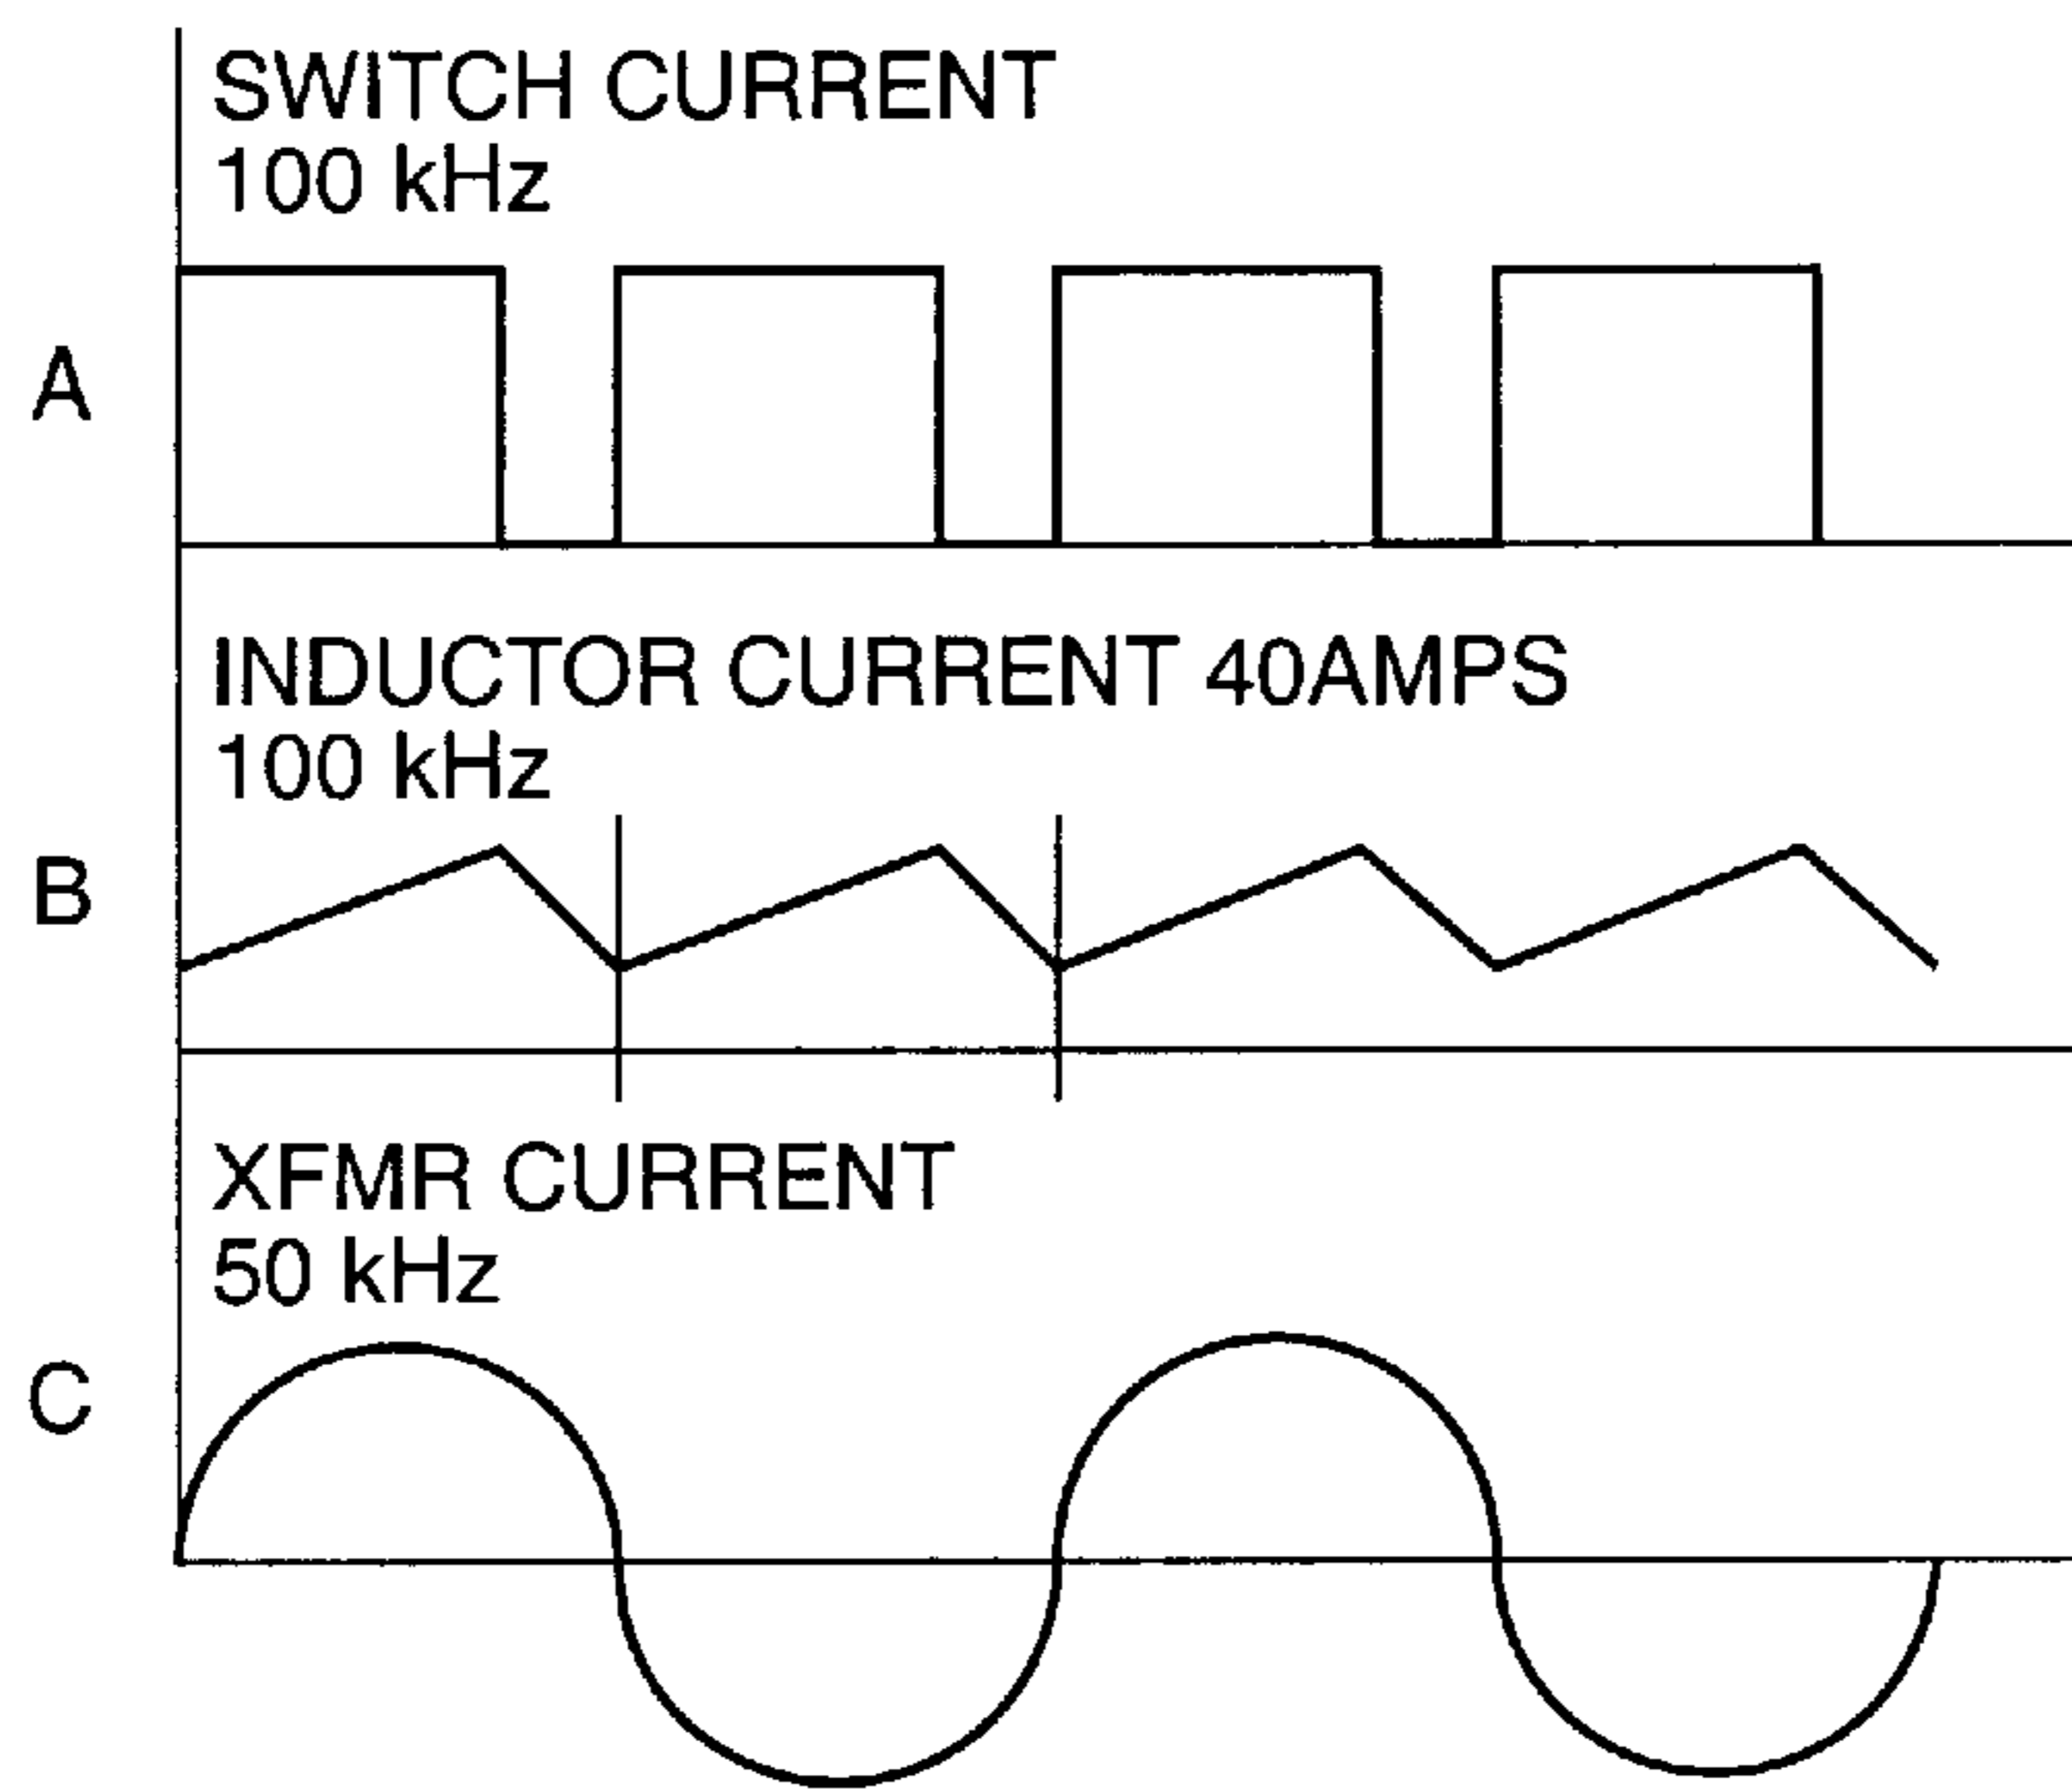 SWITCH CURRENT
100 kHz
A
INDUCTOR CURRENT 40AMPS
100 kHz
B
XFMR CURRENT
50 kHz
C